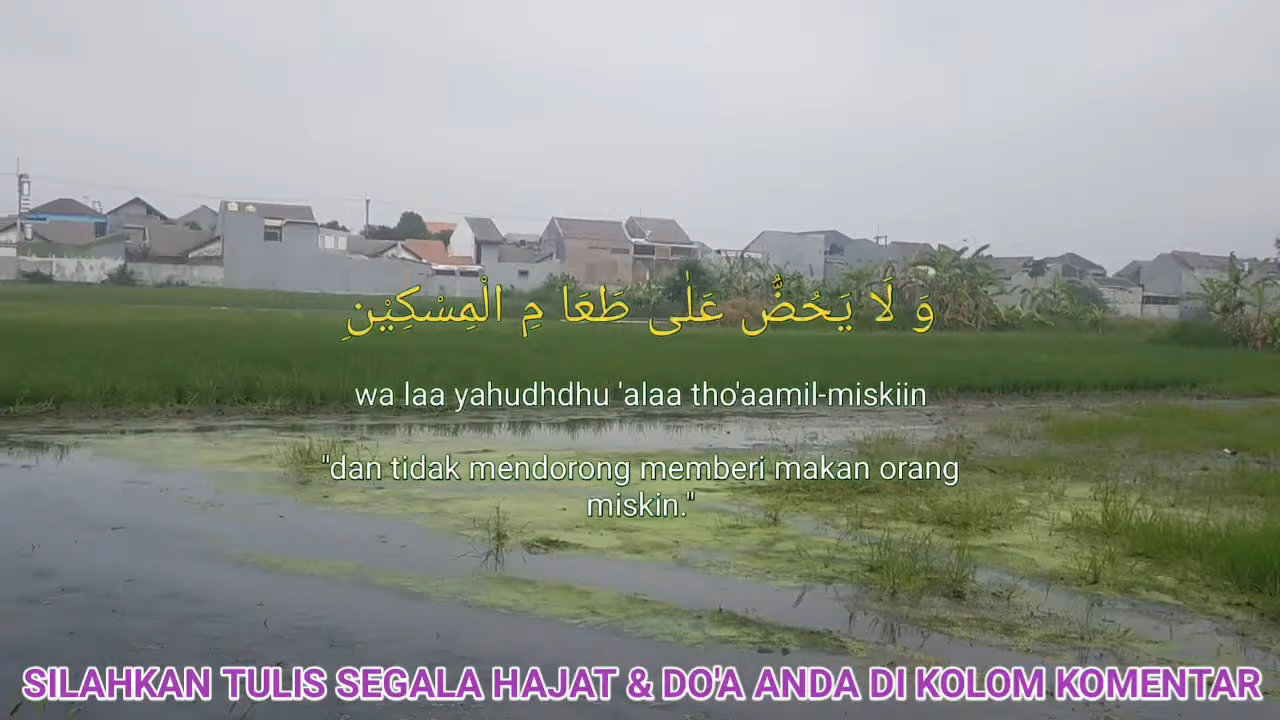 وَ لَا يَحُضُّ عَلٰى طَعَا مِ الْمِسْكِيْنِ
wa laa yahudhdhu 'alaa tho'aamil-miskiin
"dan tidak mendorong memberi makan orang
miskin."
SILAHKAN TULIS SEGALA HAJAT & DO'A ANDA DI KOLOM KOMENTAR